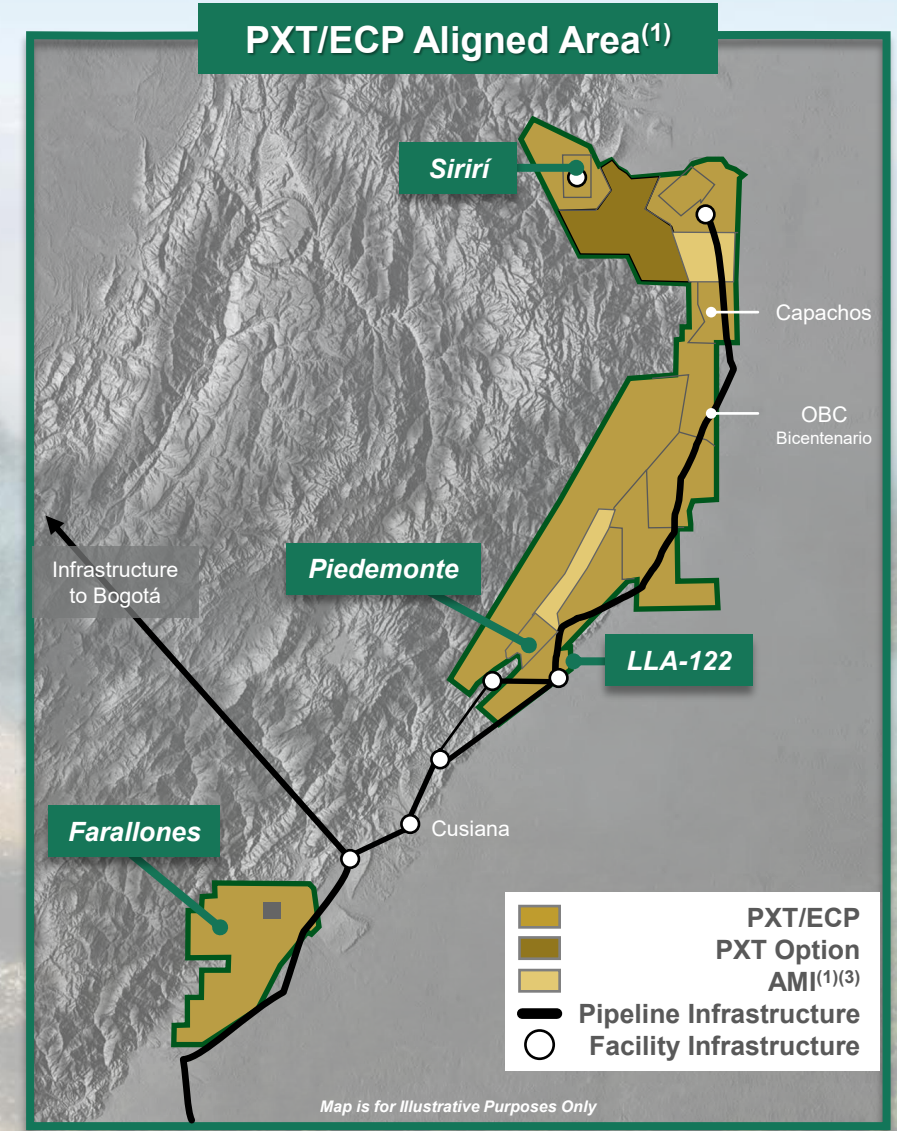 PXT/ECP Aligned Area(1)
Sirirí
Capachos
OBC
Bicentenario
Infrastructure
to Bogotá
Piedemonte
LLA-122
Farallones
Cusiana
PXT/ECP
PXT Option
AMI(1)(3)
Pipeline Infrastructure
Facility Infrastructure
Map is for Illustrative Purposes Only